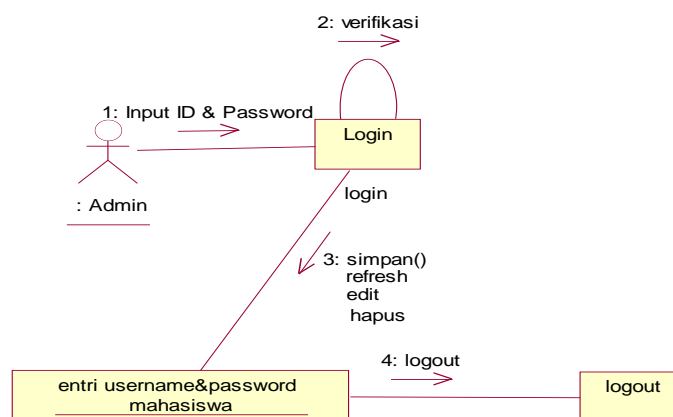 2: verifikasi
1: Input ID & Password
Login
: Admin
login
3: simpan()
refresh
edit
hapus
4: logout
entri username&password
mahasiswa
logout